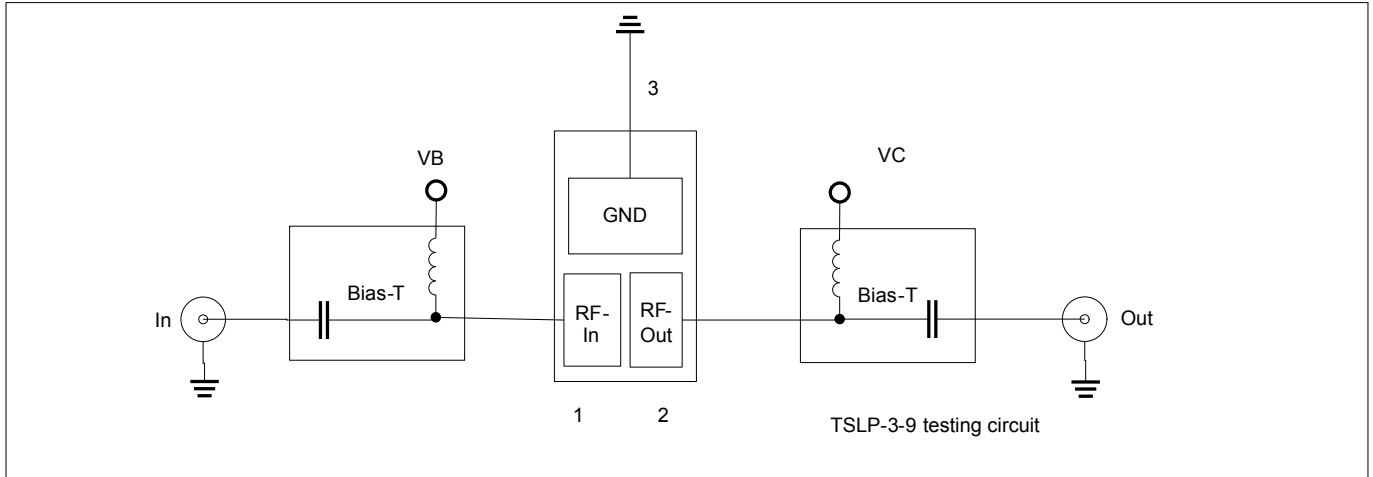 3
VB
VC
GND
Bias-T
Bias-T
In
RF-
In
RF-
Out
Out
1
2
TSLP-3-9 testing circuit